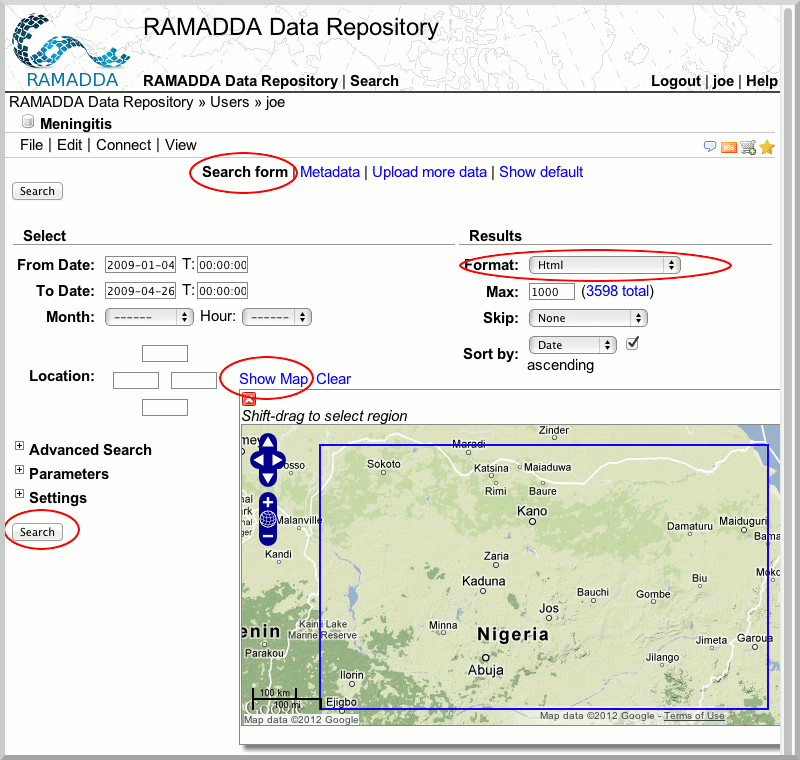 RAMADDA Data Repository
RAMADDA
RAMADDA Data Repository | Search
Logout | joe | Help
RAMADDA Data Repository » Users » joe
Meningitis
File | Edit | Connect | View
Search form | Metadata | Upload more data | Show default
Search
Select
Results
From Date: 2009-01-04 T: 00:00:00
Format: Html
To Date: 2009-04-26 T: 00:00:00
Max: 1000 (3598 total)
Month: ------ Hour: ------
Skip: None
Sort by: Date
ascending
Location:
Show Map Clear
Shift-drag to select region
Advanced Search
Parameters
Settings
Search
Zinder
Maradi
Sokoto
Katsina
Maiaduwa
Rimi
Baure
Kano
Malanville
Maiduguri
Damaturu
Bama
Kandi
Zaria
Kaduna
Biu
Bauchi
Gombe
Jos
Kainji Lake
Marine Reserve
Minna
Nigeria
enin
Parakou
Jimeta
Garoua
Jilango
Abuja
Ilorin
Ejigbo
100 km
100 mi
Google
Map data ©2012 Google
Map data ©2012 Google - Terms of Use